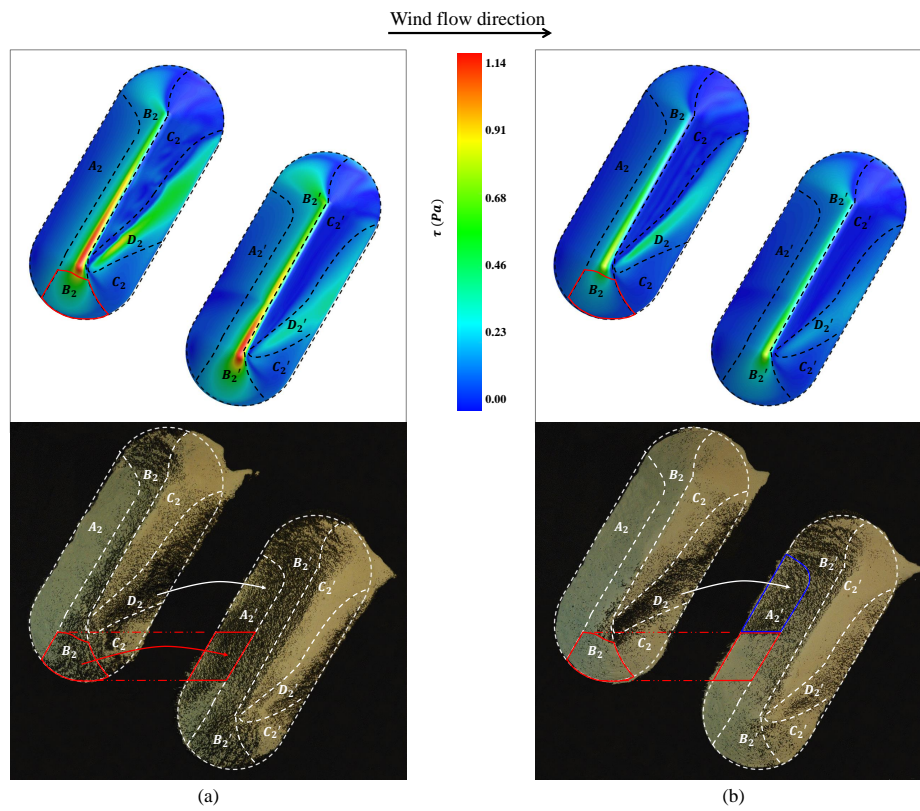 Wind flow direction
1.14
0.91
0.68
0.46
0.23
0.00
τ (Pa)
B₂
C₂
A₂
D₂
C₂
B₂
B₂′
C₂′
A₂′
D₂′
C₂′
B₂′
B₂
C₂
A₂
D₂
C₂
B₂
B₂′
C₂′
A₂′
D₂′
C₂′
B₂′
B₂
C₂
A₂
D₂
C₂
B₂
B₂′
C₂′
A₂′
D₂′
C₂′
B₂′
B₂
C₂
A₂
D₂
C₂
B₂
B₂′
C₂′
A₂′
D₂′
C₂′
B₂′
(a)
(b)